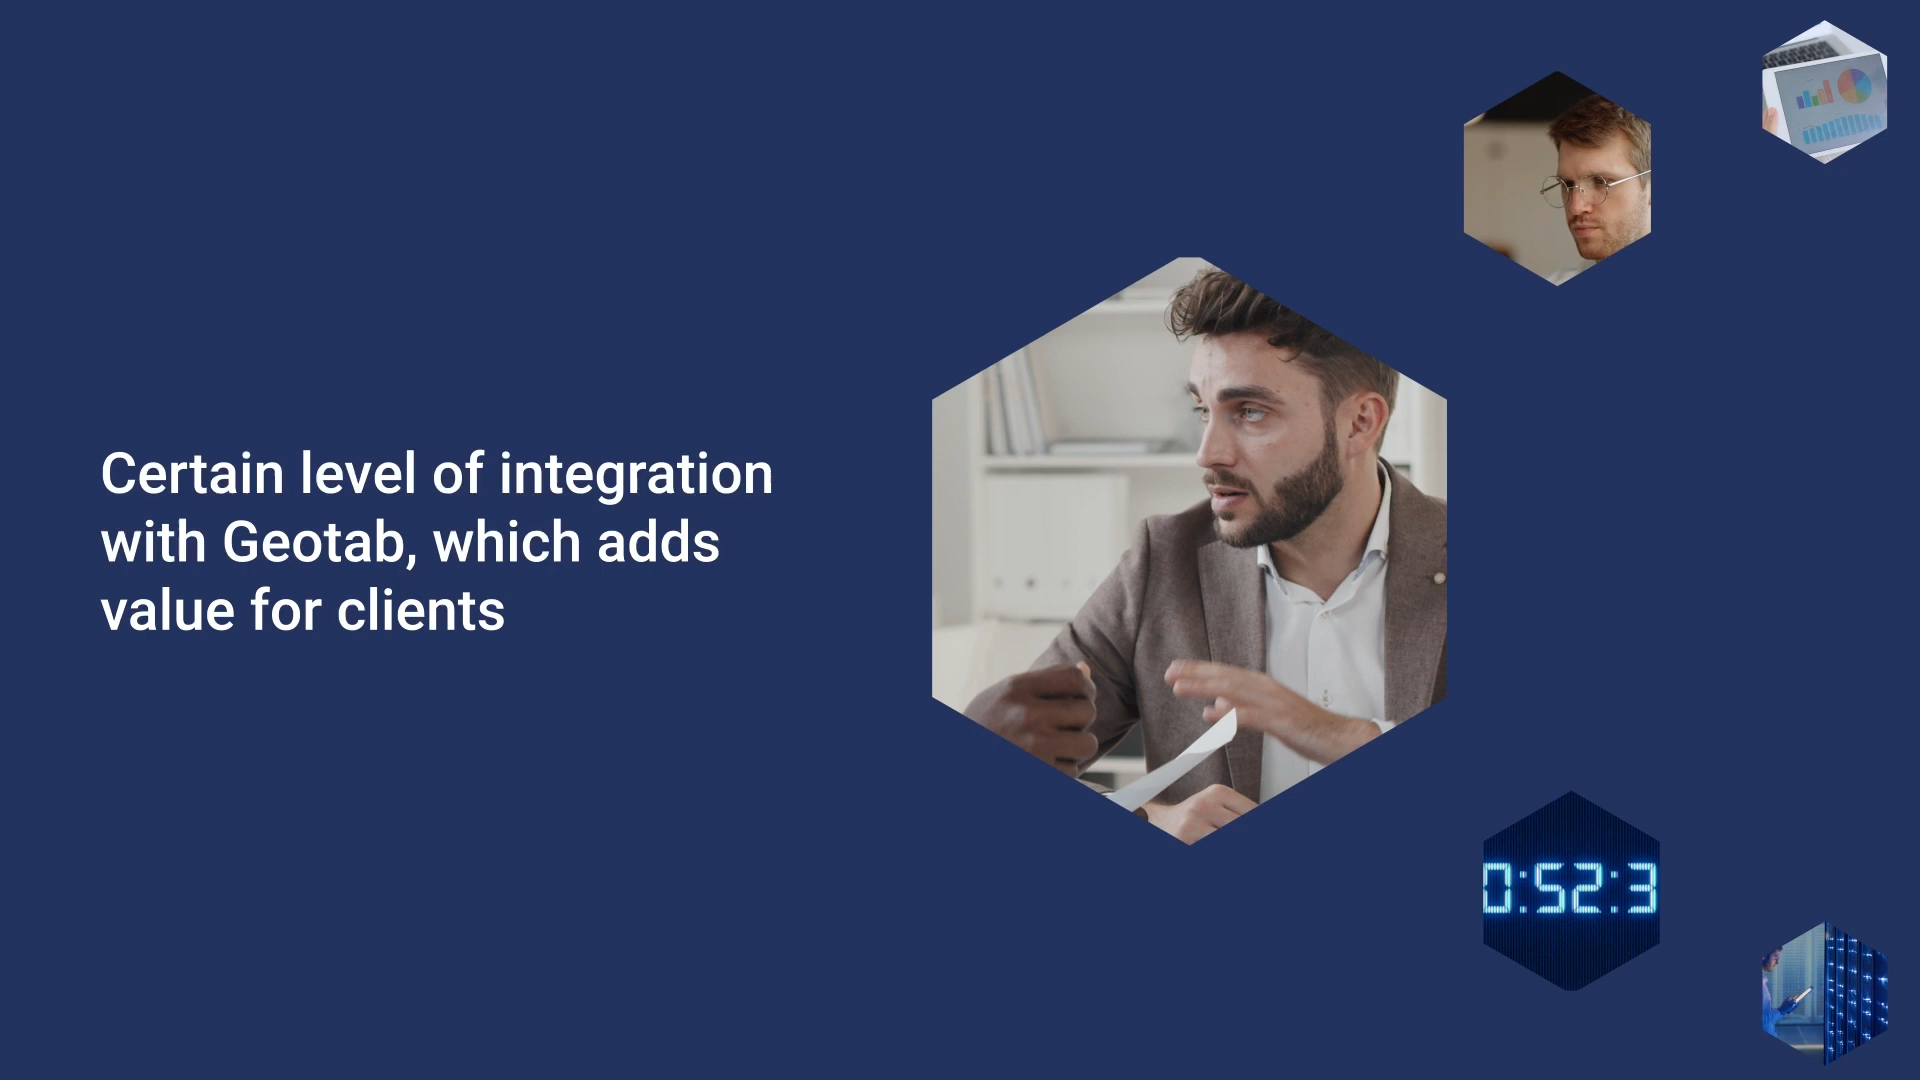 Certain level of integration
with Geotab, which adds
value for clients
0:52:3